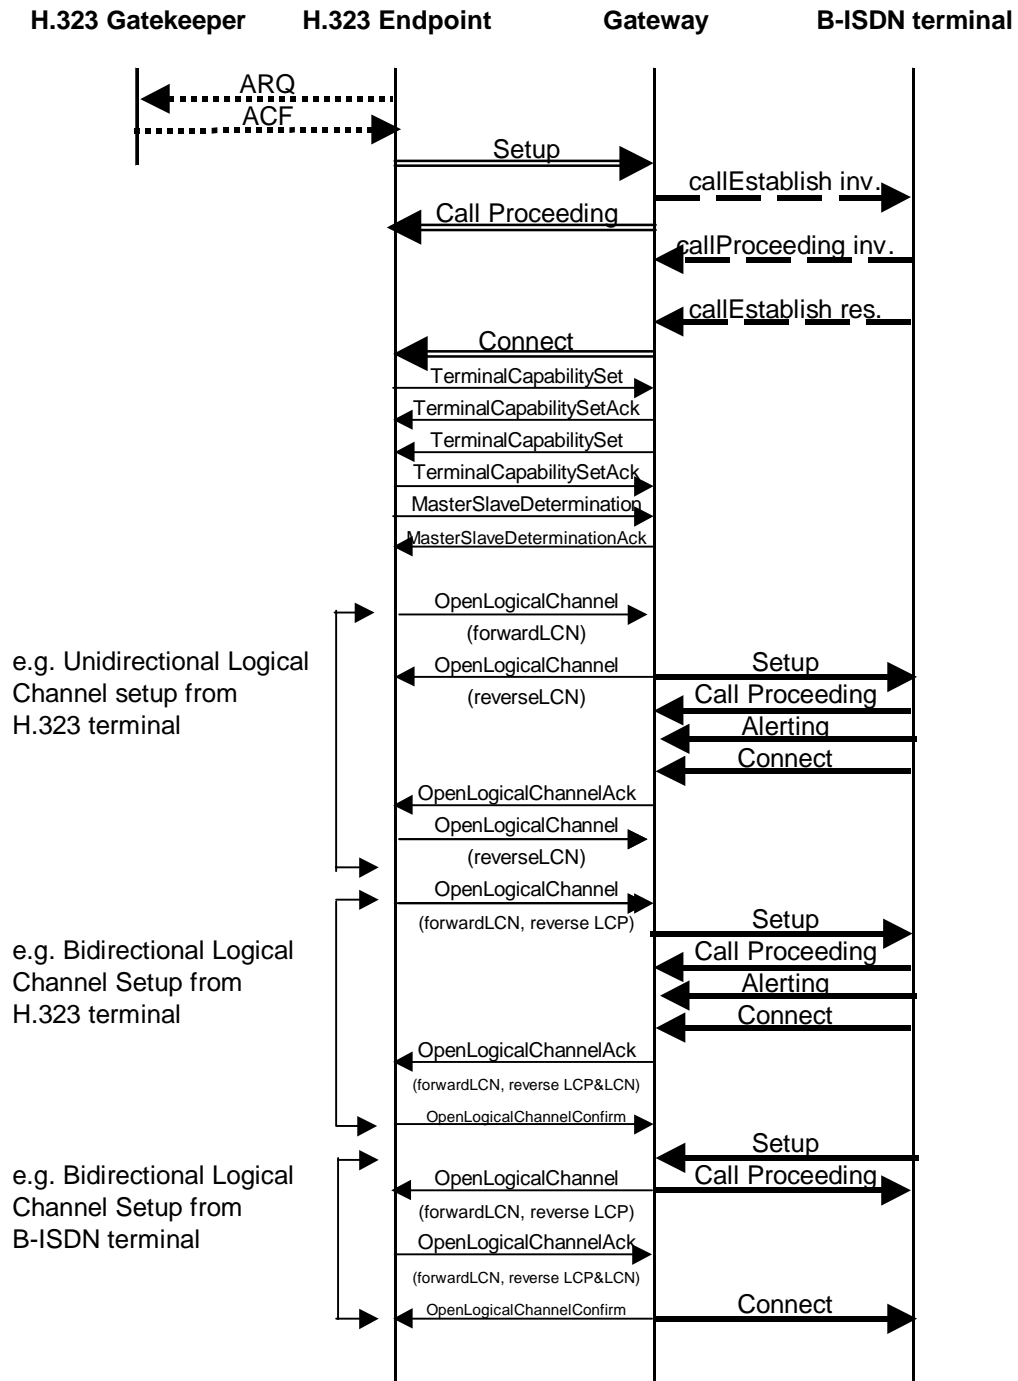 H.323 Gatekeeper H.323 Endpoint Gateway B-ISDN terminal
ARQ
ACF
Setup
callEstablish inv.
Call Proceeding
callProceeding inv.
callEstablish res.
Connect
TerminalCapabilitySet
TerminalCapabilitySetAck
TerminalCapabilitySet
TerminalCapabilitySetAck
MasterSlaveDetermination
MasterSlaveDeterminationAck
e.g. Unidirectional Logical
Channel setup from
H.323 terminal
OpenLogicalChannel
(forwardLCN)
OpenLogicalChannel
(reverseLCN)
Setup
Call Proceeding
Alerting
Connect
OpenLogicalChannelAck
OpenLogicalChannel
(reverseLCN)
e.g. Bidirectional Logical
Channel Setup from
H.323 terminal
OpenLogicalChannel
(forwardLCN, reverse LCP)
Setup
Call Proceeding
Alerting
Connect
OpenLogicalChannelAck
(forwardLCN, reverse LCP&LCN)
OpenLogicalChannelConfirm
e.g. Bidirectional Logical
Channel Setup from
B-ISDN terminal
Setup
OpenLogicalChannel
(forwardLCN, reverse LCP)
Call Proceeding
OpenLogicalChannelAck
(forwardLCN, reverse LCP&LCN)
OpenLogicalChannelConfirm
Connect